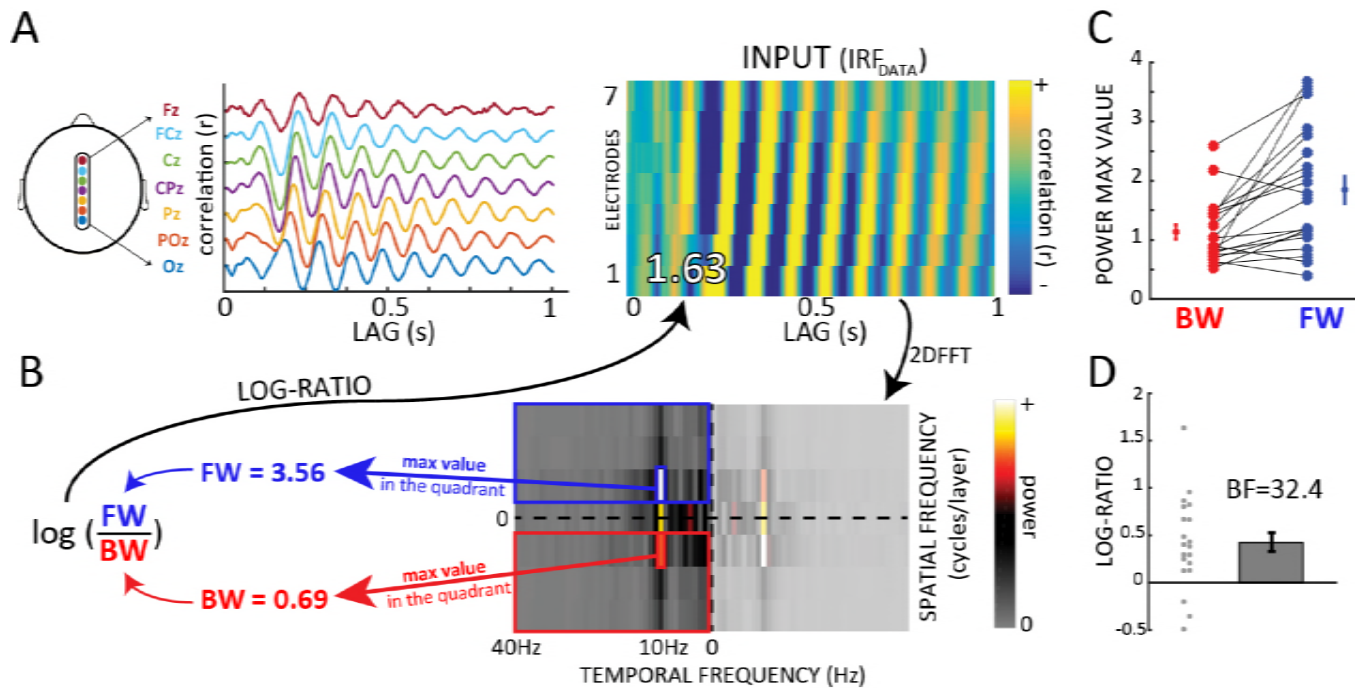 A
Fz
FCz
Cz
CPz
Pz
POz
Oz
correlation (r)
0
0.5
1
LAG (s)
INPUT (IRF_DATA)
7
ELECTRODES
1
1.63
0
0.5
1
LAG (s)
+
correlation (r)
-
C
4
3
2
1
0
POWER MAX VALUE
BW
FW
B
LOG-RATIO
2DFFT
log (FW
BW)
FW = 3.56
max value
in the quadrant
BW = 0.69
max value
in the quadrant
0
40Hz
10Hz
0
TEMPORAL FREQUENCY (Hz)
SPATIAL FREQUENCY
(cycles/layer)
+
power
0
D
2
1.5
1
0.5
0
-0.5
LOG-RATIO
BF=32.4